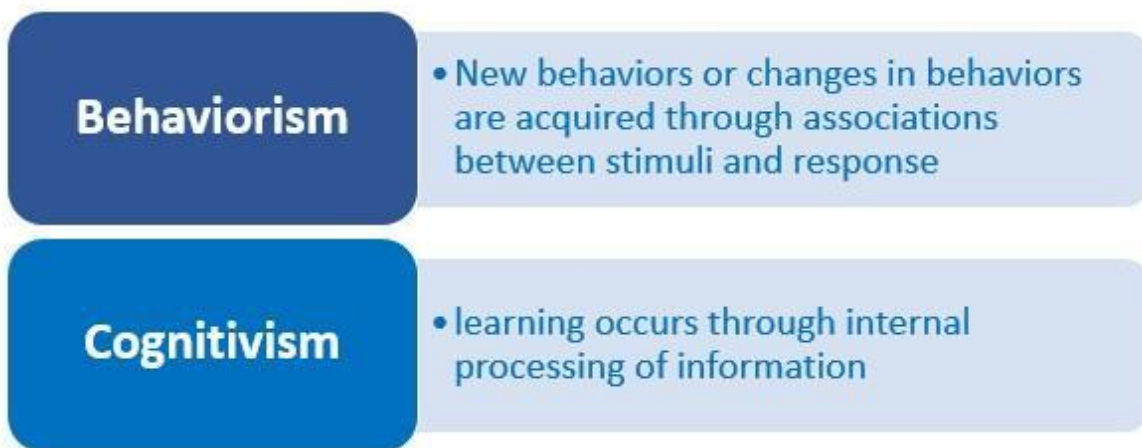 Behaviorism
• New behaviors or changes in behaviors
are acquired through associations
between stimuli and response
Cognitivism
• learning occurs through internal
processing of information